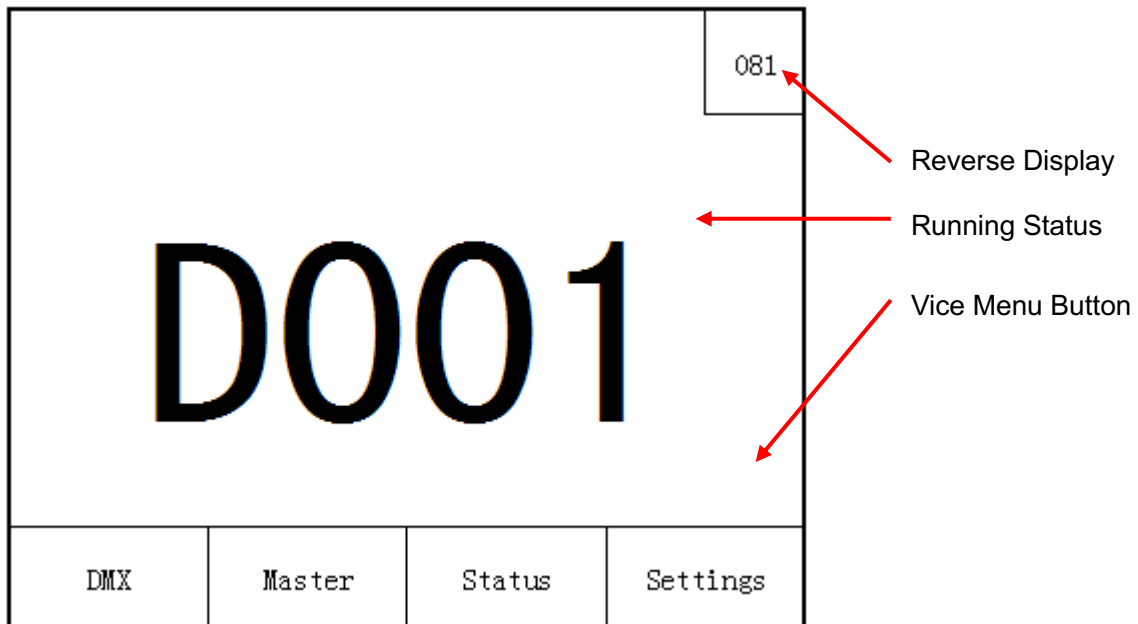 081
Reverse Display
Running Status
D001
Vice Menu Button
DMX Master Status Settings